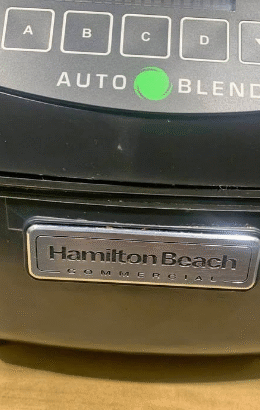 A B C D
AUTO BLEND
Hamilton Beach
COMMERCIAL